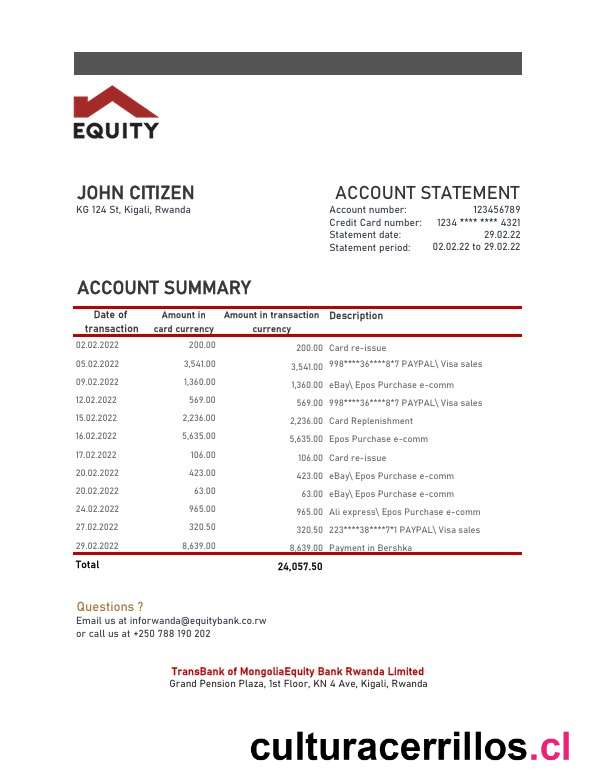 EQUITY
JOHN CITIZEN
KG 124 St, Kigali, Rwanda
ACCOUNT STATEMENT
Account number: 123456789
Credit Card number: 1234 **** **** 4321
Statement date: 29.02.22
Statement period: 02.02.22 to 29.02.22
ACCOUNT SUMMARY
Date of transaction Amount in card currency Amount in transaction currency Description
02.02.2022 200.00 200.00 Card re-issue
05.02.2022 3,541.00 3,541.00 998****36****8*7 PAYPAL\ Visa sales
09.02.2022 1,360.00 1,360.00 eBay\ Epos Purchase e-comm
12.02.2022 569.00 569.00 998****36****8*7 PAYPAL\ Visa sales
15.02.2022 2,236.00 2,236.00 Card Replenishment
16.02.2022 5,635.00 5,635.00 Epos Purchase e-comm
17.02.2022 106.00 106.00 Card re-issue
20.02.2022 423.00 423.00 eBay\ Epos Purchase e-comm
20.02.2022 63.00 63.00 eBay\ Epos Purchase e-comm
24.02.2022 965.00 965.00 Ali express\ Epos Purchase e-comm
27.02.2022 320.50 320.50 223****38****7*1 PAYPAL\ Visa sales
29.02.2022 8,639.00 8,639.00 Payment in Bershka
Total 24,057.50
Questions ?
Email us at inforwanda@equitybank.co.rw
or call us at +250 788 190 202
TransBank of MongoliaEquity Bank Rwanda Limited
Grand Pension Plaza, 1st Floor, KN 4 Ave, Kigali, Rwanda
culturacerrillos.cl